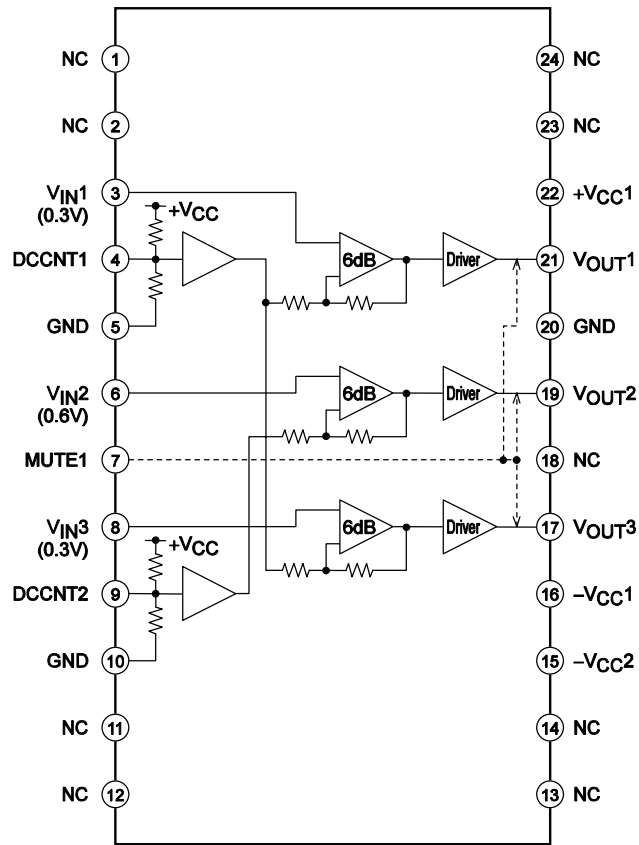 NC 1
NC 2
VIN1 3
(0.3V)
+VCC
DCCNT1 4
GND 5
VIN2 6
(0.6V)
MUTE1 7
VIN3 8
(0.3V)
+VCC
DCCNT2 9
GND 10
NC 11
NC 12
6dB
Driver
6dB
Driver
6dB
Driver
24 NC
23 NC
22 +VCC1
21 VOUT1
20 GND
19 VOUT2
18 NC
17 VOUT3
16 –VCC1
15 –VCC2
14 NC
13 NC